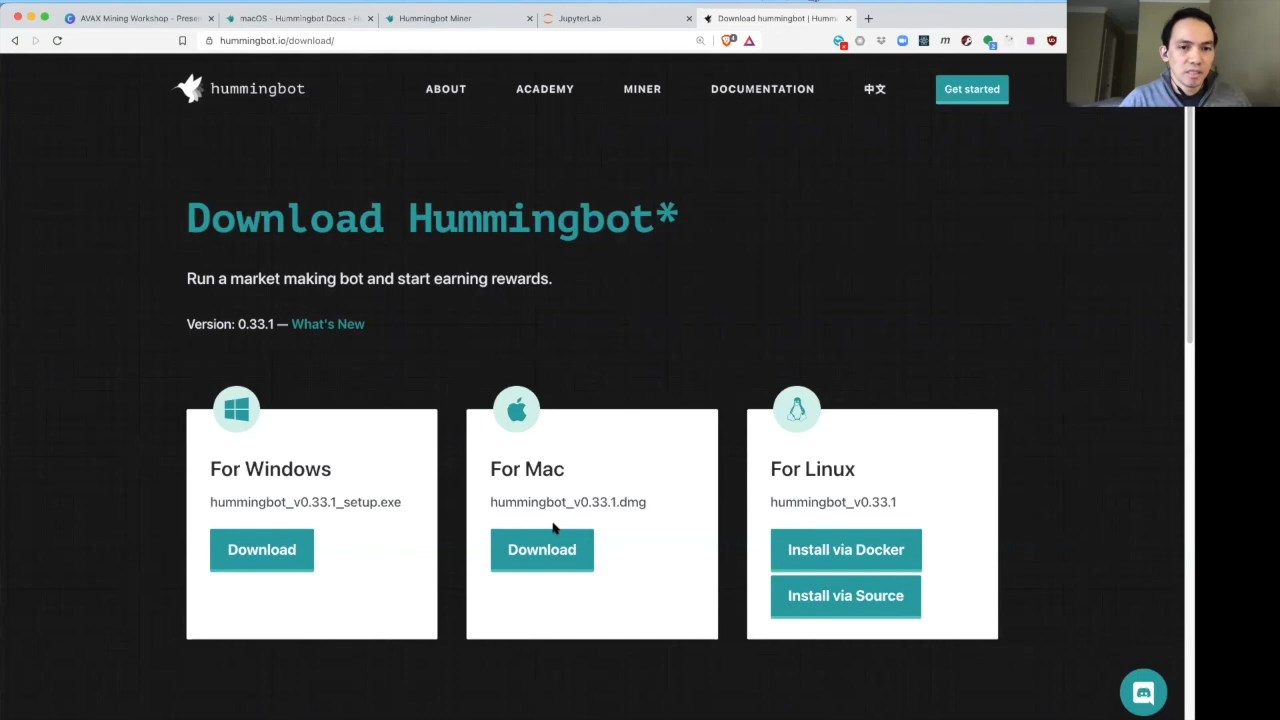 AVAX Mining Workshop - Prese
macOS - Hummingbot Docs - H
Hummingbot Miner
JupyterLab
Download hummingbot | Humm
hummingbot.io/download/
hummingbot
ABOUT
ACADEMY
MINER
DOCUMENTATION
中文
Get started
Download Hummingbot*
Run a market making bot and start earning rewards.
Version: 0.33.1 — What's New
For Windows
hummingbot_v0.33.1_setup.exe
Download
For Mac
hummingbot_v0.33.1.dmg
Download
For Linux
hummingbot_v0.33.1
Install via Docker
Install via Source